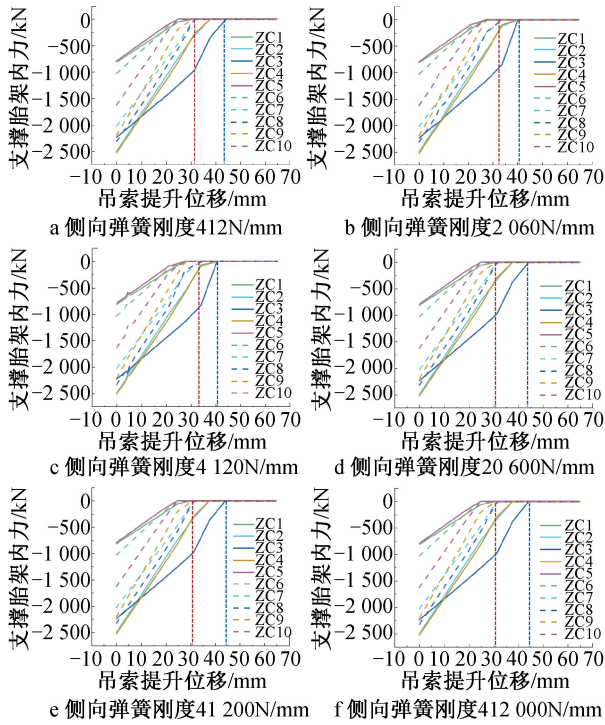 支撑胎架内力/kN
0
−500
−1 000
−1 500
−2 000
−2 500
−10 0 10 20 30 40 50 60 70
ZC1
ZC2
ZC3
ZC4
ZC5
ZC6
ZC7
ZC8
ZC9
ZC10
吊索提升位移/mm
a 侧向弹簧刚度412N/mm
支撑胎架内力/kN
0
−500
−1 000
−1 500
−2 000
−2 500
−10 0 10 20 30 40 50 60 70
ZC1
ZC2
ZC3
ZC4
ZC5
ZC6
ZC7
ZC8
ZC9
ZC10
吊索提升位移/mm
b 侧向弹簧刚度2 060N/mm
支撑胎架内力/kN
0
−500
−1 000
−1 500
−2 000
−2 500
−10 0 10 20 30 40 50 60 70
ZC1
ZC2
ZC3
ZC4
ZC5
ZC6
ZC7
ZC8
ZC9
ZC10
吊索提升位移/mm
c 侧向弹簧刚度4 120N/mm
支撑胎架内力/kN
0
−500
−1 000
−1 500
−2 000
−2 500
−10 0 10 20 30 40 50 60 70
ZC1
ZC2
ZC3
ZC4
ZC5
ZC6
ZC7
ZC8
ZC9
ZC10
吊索提升位移/mm
d 侧向弹簧刚度20 600N/mm
支撑胎架内力/kN
0
−500
−1 000
−1 500
−2 000
−2 500
−10 0 10 20 30 40 50 60 70
ZC1
ZC2
ZC3
ZC4
ZC5
ZC6
ZC7
ZC8
ZC9
ZC10
吊索提升位移/mm
e 侧向弹簧刚度41 200N/mm
支撑胎架内力/kN
0
−500
−1 000
−1 500
−2 000
−2 500
−10 0 10 20 30 40 50 60 70
ZC1
ZC2
ZC3
ZC4
ZC5
ZC6
ZC7
ZC8
ZC9
ZC10
吊索提升位移/mm
f 侧向弹簧刚度412 000N/mm